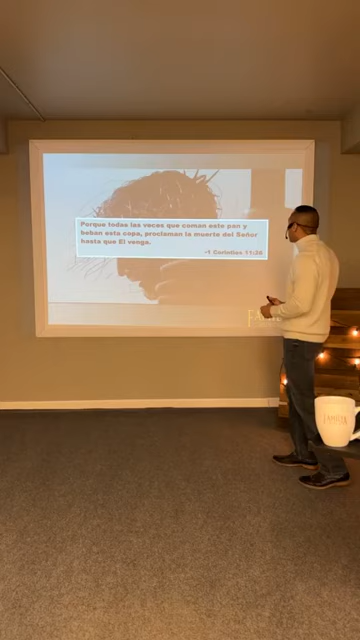 Porque todas las veces que coman este pan y
beban esta copa, proclaman la muerte del Señor
hasta que El venga.
-1 Corintios 11:26
FAMILIA